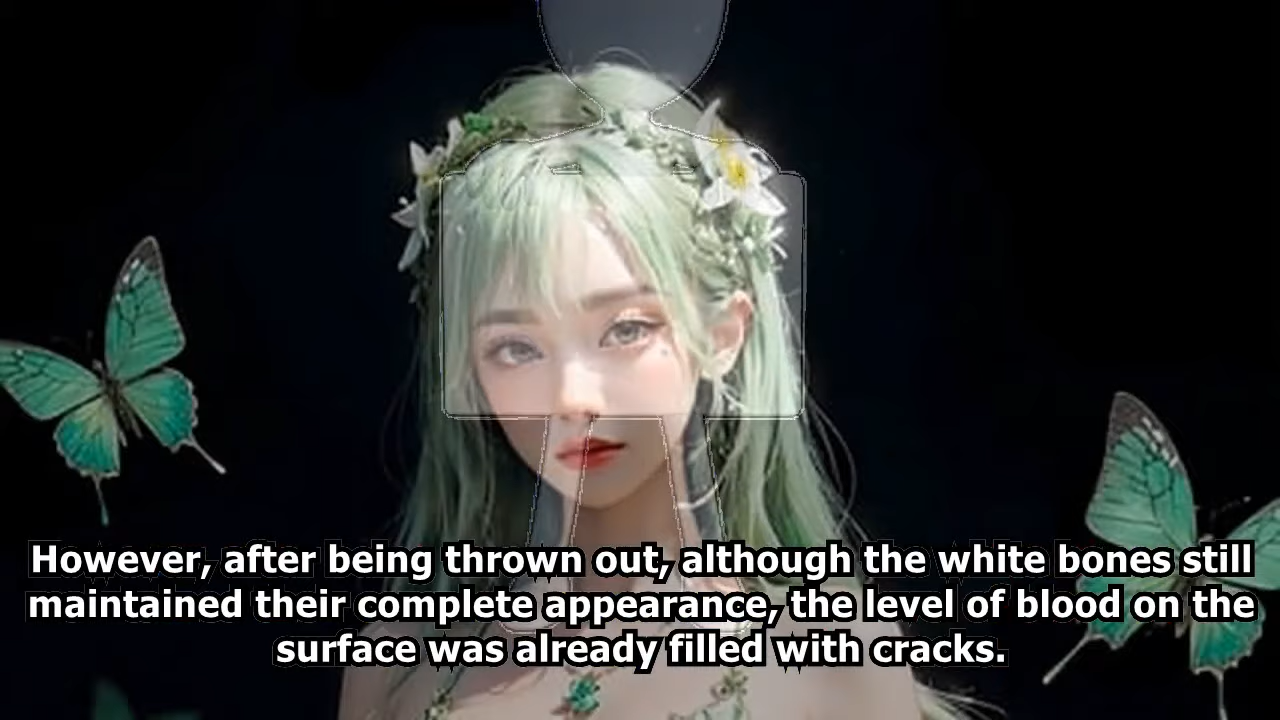 However, after being thrown out, although the white bones still
maintained their complete appearance, the level of blood on the
surface was already filled with cracks.